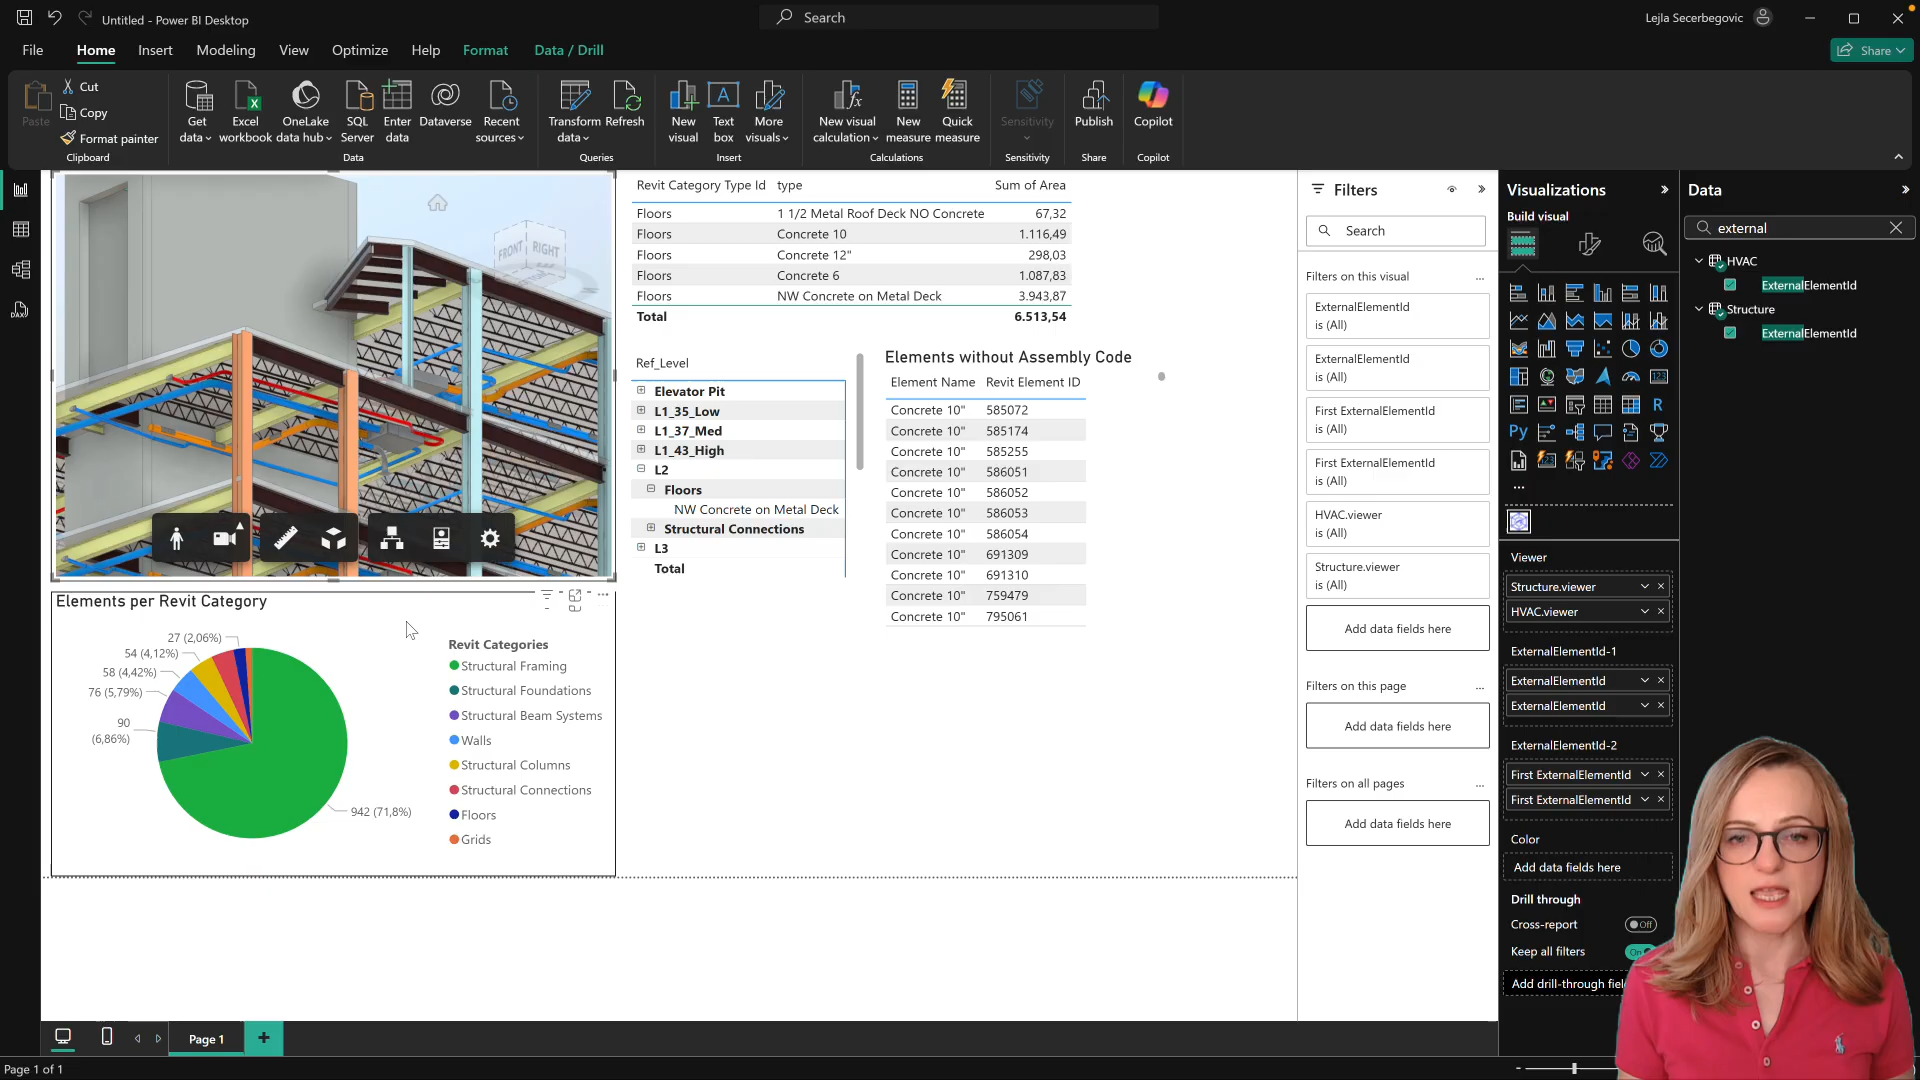 Untitled - Power BI Desktop
Search
Lejla Secerbegovic
File Home Insert Modeling View Optimize Help Format Data / Drill
Share
Paste
Cut
Copy
Format painter
Clipboard
Get data
Excel workbook
OneLake data hub
SQL Server
Enter data
Dataverse
Recent sources
Data
Transform data
Refresh
Queries
New visual
Text box
More visuals
Insert
New visual calculation
New measure
Quick measure
Calculations
Sensitivity
Sensitivity
Publish
Share
Copilot
Copilot
FRONT RIGHT
Revit Category Type Id type Sum of Area
Floors 1 1/2 Metal Roof Deck NO Concrete 67,32
Floors Concrete 10 1.116,49
Floors Concrete 12" 298,03
Floors Concrete 6 1.087,83
Floors NW Concrete on Metal Deck 3.943,87
Total 6.513,54
Ref_Level
Elevator Pit
L1_35_Low
L1_37_Med
L1_43_High
L2
Floors
NW Concrete on Metal Deck
Structural Connections
L3
Total
Elements without Assembly Code
Element Name Revit Element ID
Concrete 10" 585072
Concrete 10" 585174
Concrete 10" 585255
Concrete 10" 586051
Concrete 10" 586052
Concrete 10" 586053
Concrete 10" 586054
Concrete 10" 691309
Concrete 10" 691310
Concrete 10" 759479
Concrete 10" 795061
Elements per Revit Category
27 (2,06%)
54 (4,12%)
58 (4,42%)
76 (5,79%)
90
(6,86%)
942 (71,8%)
Revit Categories
Structural Framing
Structural Foundations
Structural Beam Systems
Walls
Structural Columns
Structural Connections
Floors
Grids
Filters
Search
Filters on this visual
ExternalElementId
is (All)
ExternalElementId
is (All)
First ExternalElementId
is (All)
First ExternalElementId
is (All)
HVAC.viewer
is (All)
Structure.viewer
is (All)
Add data fields here
Filters on this page
Add data fields here
Filters on all pages
Add data fields here
Visualizations
Build visual
R
Py
123
Viewer
Structure.viewer
HVAC.viewer
ExternalElementId-1
ExternalElementId
ExternalElementId
ExternalElementId-2
First ExternalElementId
First ExternalElementId
Color
Add data fields here
Drill through
Cross-report
Off
Keep all filters
On
Add drill-through
Data
external
HVAC
ExternalElementId
Structure
ExternalElementId
Page 1
Page 1 of 1